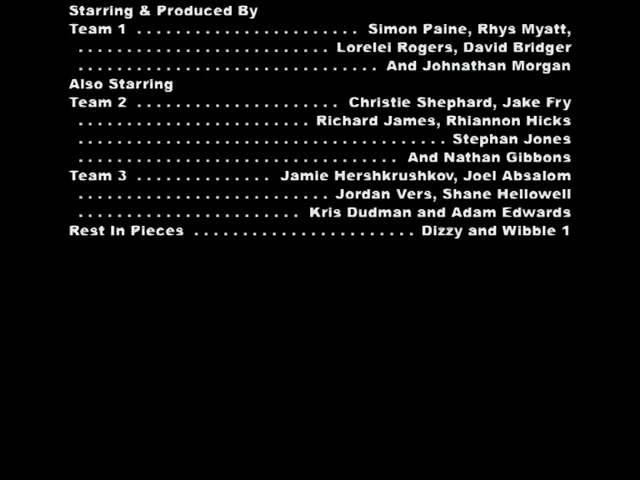 Starring & Produced By
Team 1 . . . . . . . . . . . . . . . . . . . . . . . Simon Paine, Rhys Myatt,
. . . . . . . . . . . . . . . . . . . . . . . . . . Lorelei Rogers, David Bridger
. . . . . . . . . . . . . . . . . . . . . . . . . . . . . . . And Johnathan Morgan
Also Starring
Team 2 . . . . . . . . . . . . . . . . . . . . . Christie Shephard, Jake Fry
. . . . . . . . . . . . . . . . . . . . . . . . Richard James, Rhiannon Hicks
. . . . . . . . . . . . . . . . . . . . . . . . . . . . . . . . . . . . . . Stephan Jones
. . . . . . . . . . . . . . . . . . . . . . . . . . . . . . . . . And Nathan Gibbons
Team 3 . . . . . . . . . . . . . . Jamie Hershkrushkov, Joel Absalom
. . . . . . . . . . . . . . . . . . . . . . . . . . Jordan Vers, Shane Hellowell
. . . . . . . . . . . . . . . . . . . . . . . Kris Dudman and Adam Edwards
Rest In Pieces . . . . . . . . . . . . . . . . . . . . . . . Dizzy and Wibble 1